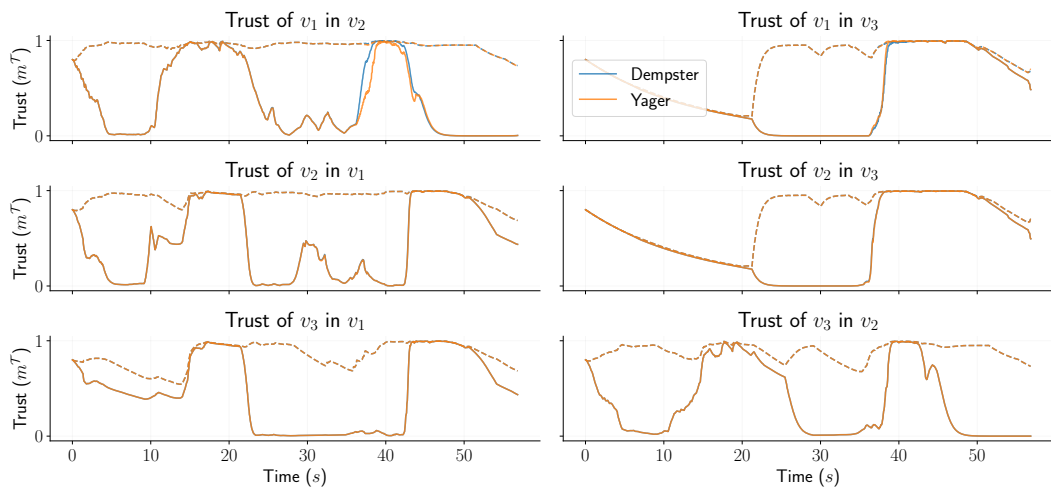 Trust of v₁ in v₂
Trust (m^𝒯)
1
0
Trust of v₁ in v₃
Dempster
Yager
Trust of v₂ in v₁
Trust (m^𝒯)
1
0
Trust of v₂ in v₃
Trust of v₃ in v₁
Trust (m^𝒯)
1
0
0 10 20 30 40 50
Time (s)
Trust of v₃ in v₂
0 10 20 30 40 50
Time (s)